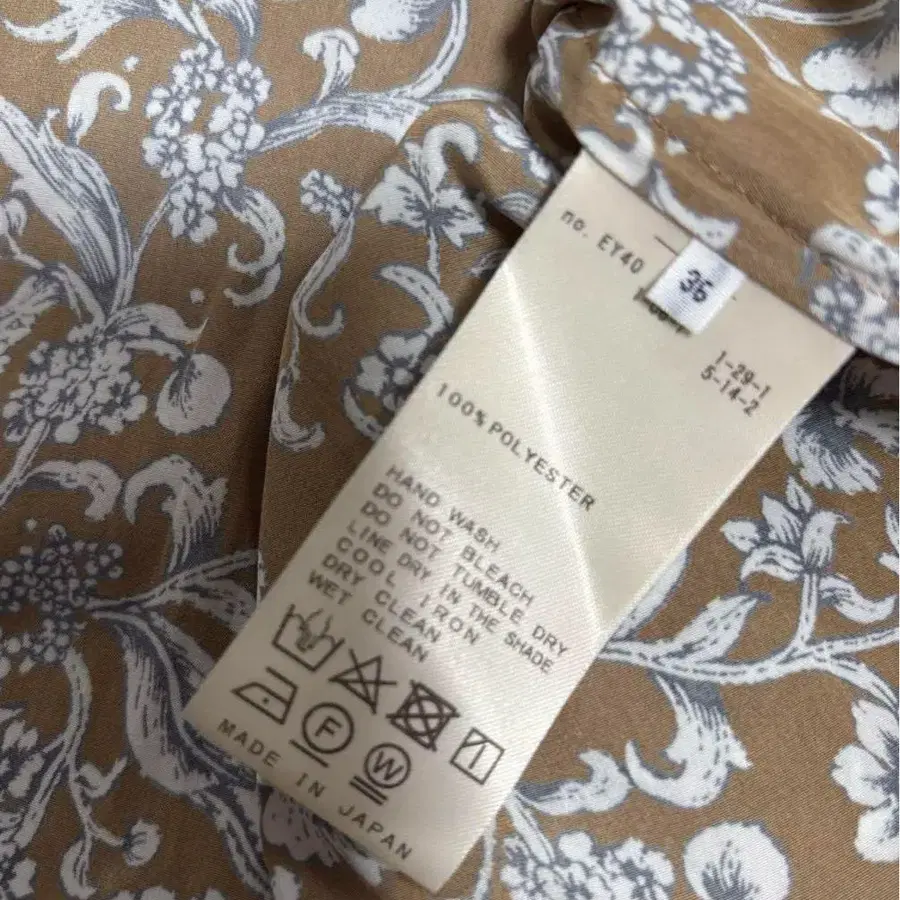 no. EY40
36
1-29-1
5-14-2
100% POLYESTER
HAND WASH
DO NOT BLEACH
DO NOT TUMBLE DRY
LINE DRY IN THE SHADE
COOL IRON
DRY CLEAN
WET CLEAN
F
W
MADE IN JAPAN